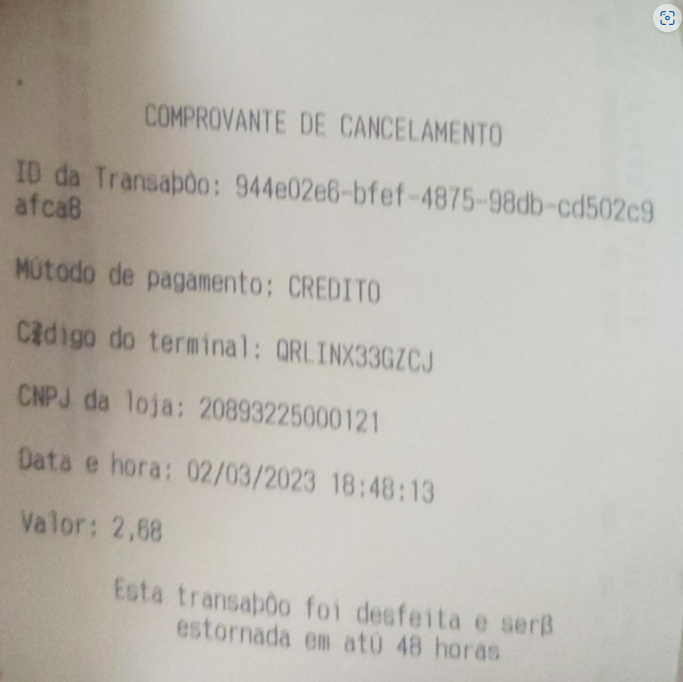 COMPROVANTE DE CANCELAMENTO
ID da Transaþôo: 944e02e6-bfef-4875-98db-cd502c9
afca8
MÚtodo de pagamento: CREDITO
C¾digo do terminal: QRLINX33GZCJ
CNPJ da loja: 20893225000121
Data e hora: 02/03/2023 18:48:13
Valor: 2,68
Esta transaþôo foi desfeita e serß
estornada em atÚ 48 horas